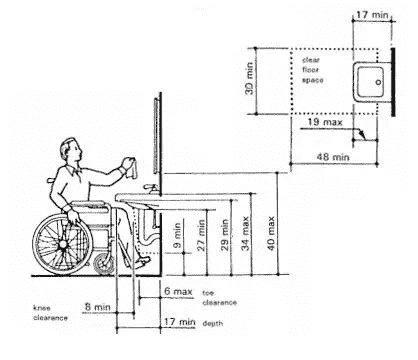 17 min
clear
floor
space
30 min
19 max
48 min
9 min
27 min
29 min
34 max
40 max
6 max
toe
clearance
knee
clearance
8 min
17 min
depth